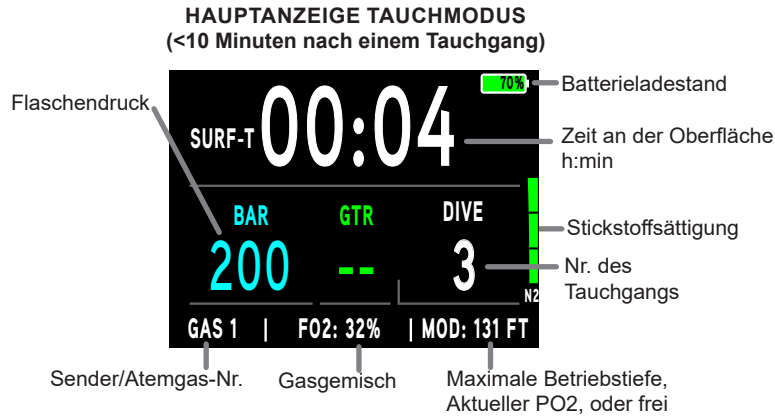 HAUPTANZEIGE TAUCHMODUS
(<10 Minuten nach einem Tauchgang)
70%
Batterieladestand
Flaschendruck
SURF-T 00:04
Zeit an der Oberfläche
h:min
BAR GTR DIVE
200 -- 3
Stickstoffsättigung
Nr. des
Tauchgangs
N2
GAS 1 | FO2: 32% | MOD: 131 FT
Sender/Atemgas-Nr.
Gasgemisch
Maximale Betriebstiefe,
Aktueller PO2, oder frei